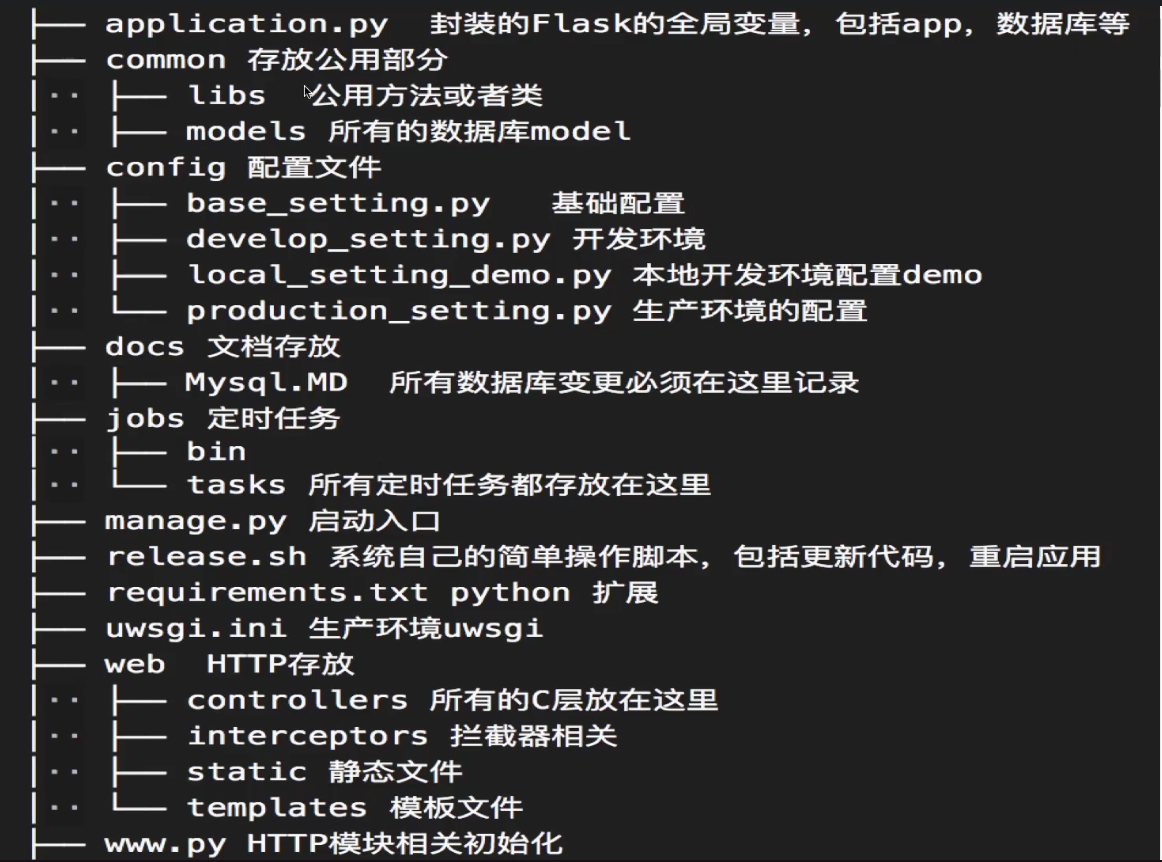 ├── application.py 封装的Flask的全局变量，包括app，数据库等
├── common 存放公用部分
│·· ├── libs 公用方法或者类
│·· ├── models 所有的数据库model
├── config 配置文件
│·· ├── base_setting.py 基础配置
│·· ├── develop_setting.py 开发环境
│·· ├── local_setting_demo.py 本地开发环境配置demo
│·· └── production_setting.py 生产环境的配置
├── docs 文档存放
│·· ├── Mysql.MD 所有数据库变更必须在这里记录
├── jobs 定时任务
│·· ├── bin
│·· └── tasks 所有定时任务都存放在这里
├── manage.py 启动入口
├── release.sh 系统自己的简单操作脚本，包括更新代码，重启应用
├── requirements.txt python 扩展
├── uwsgi.ini 生产环境uwsgi
├── web HTTP存放
│·· ├── controllers 所有的C层放在这里
│·· ├── interceptors 拦截器相关
│·· ├── static 静态文件
│·· └── templates 模板文件
├── www.py HTTP模块相关初始化